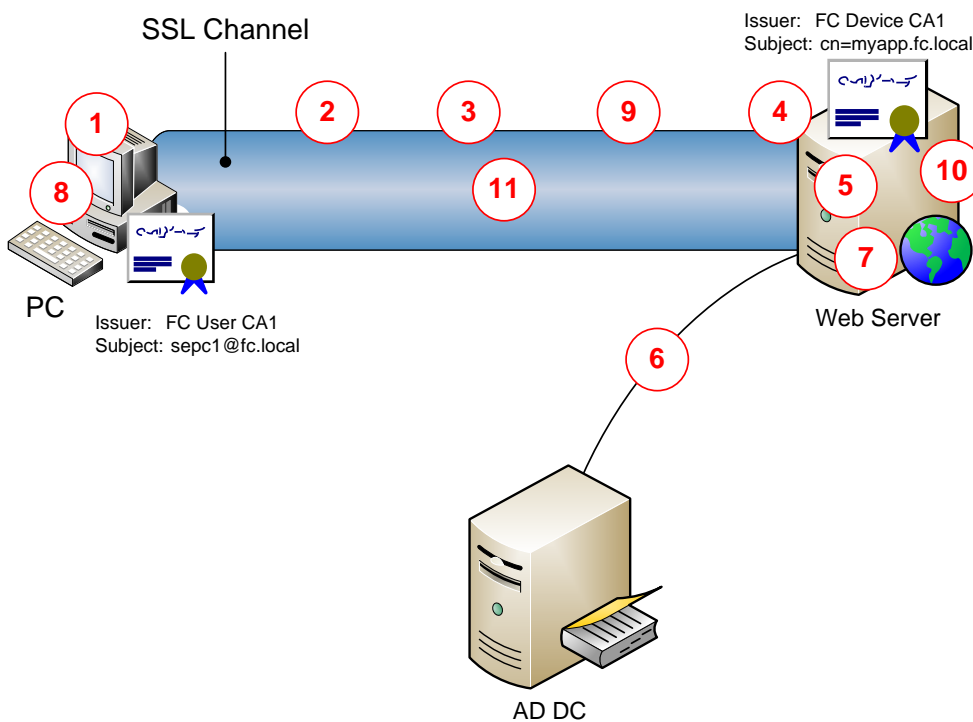 Issuer: FC Device CA1
Subject: cn=myapp.fc.local
SSL Channel
1
2
3
9
4
8
11
5
10
7
PC
Issuer: FC User CA1
Subject: sepc1@fc.local
Web Server
6
AD DC